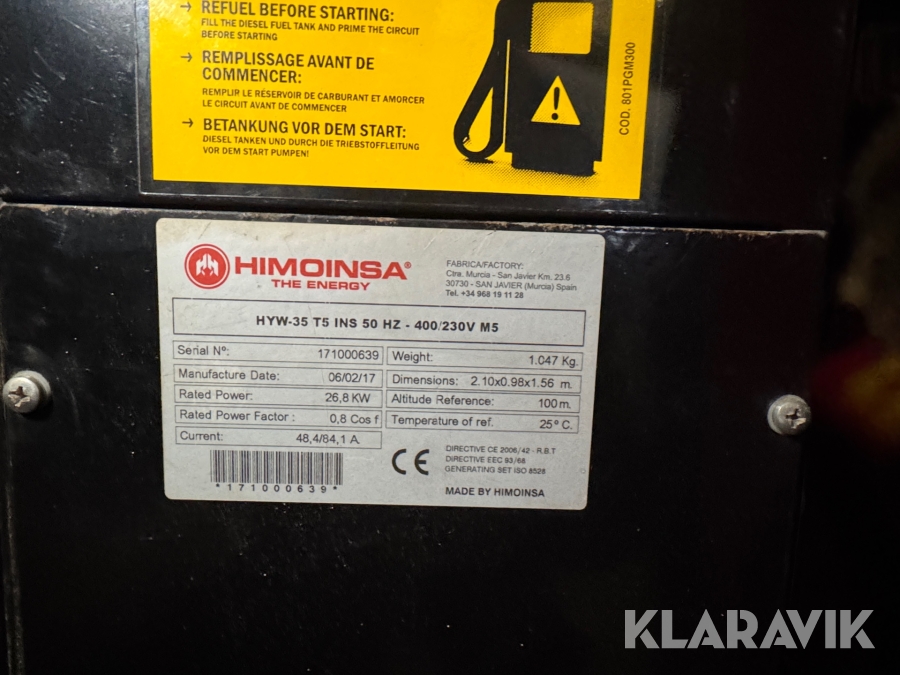 → REFUEL BEFORE STARTING:
FILL THE DIESEL FUEL TANK AND PRIME THE CIRCUIT
BEFORE STARTING
→ REMPLISSAGE AVANT DE
COMMENCER:
REMPLIR LE RÉSERVOIR DE CARBURANT ET AMORCER
LE CIRCUIT AVANT DE COMMENCER
→ BETANKUNG VOR DEM START:
DIESEL TANKEN UND DURCH DIE TRIEBSTOFFLEITUNG
VOR DEM START PUMPEN!
COD. 801PGM300
HIMOINSA®
THE ENERGY
FABRICA/FACTORY:
Ctra. Murcia - San Javier Km. 23.6
30730 - SAN JAVIER (Murcia) Spain
Tel. +34 968 19 11 28
HYW-35 T5 INS 50 HZ - 400/230V M5
Serial Nº: 171000639
Manufacture Date: 06/02/17
Rated Power: 26,8 KW
Rated Power Factor : 0,8 Cos f
Current: 48,4/84,1 A
Weight: 1.047 Kg.
Dimensions: 2.10x0.98x1.56 m.
Altitude Reference: 100 m.
Temperature of ref. 25º C.
*171000639*
CE
DIRECTIVE CE 2006/42 - R.B.T
DIRECTIVE EEC 93/68
GENERATING SET ISO 8528
MADE BY HIMOINSA
KLARAVIK